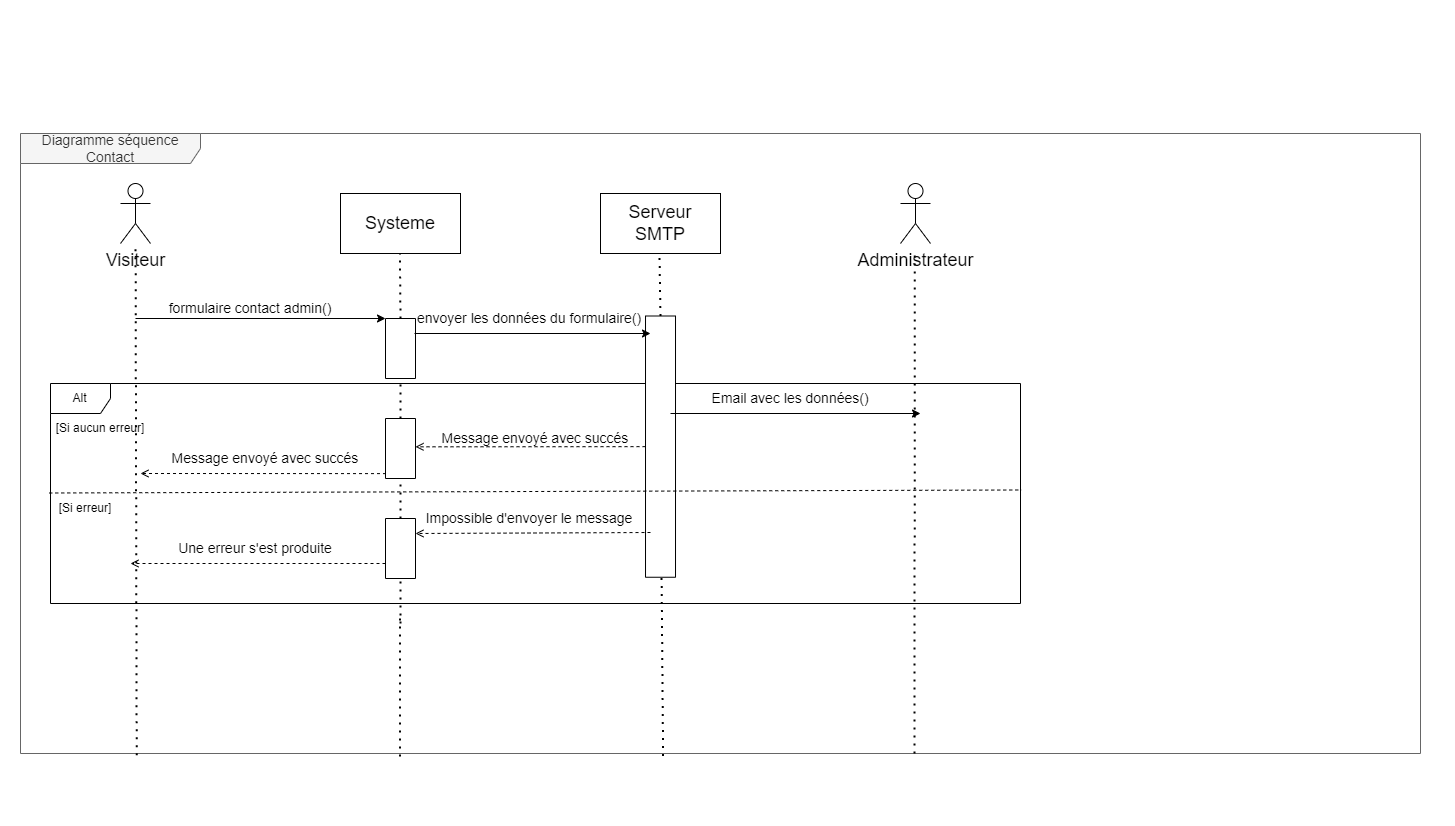 Diagramme séquence
Contact
Visiteur
Systeme
Serveur
SMTP
Administrateur
formulaire contact admin()
envoyer les données du formulaire()
Alt
Email avec les données()
[Si aucun erreur]
Message envoyé avec succés
Message envoyé avec succés
[Si erreur]
Impossible d'envoyer le message
Une erreur s'est produite